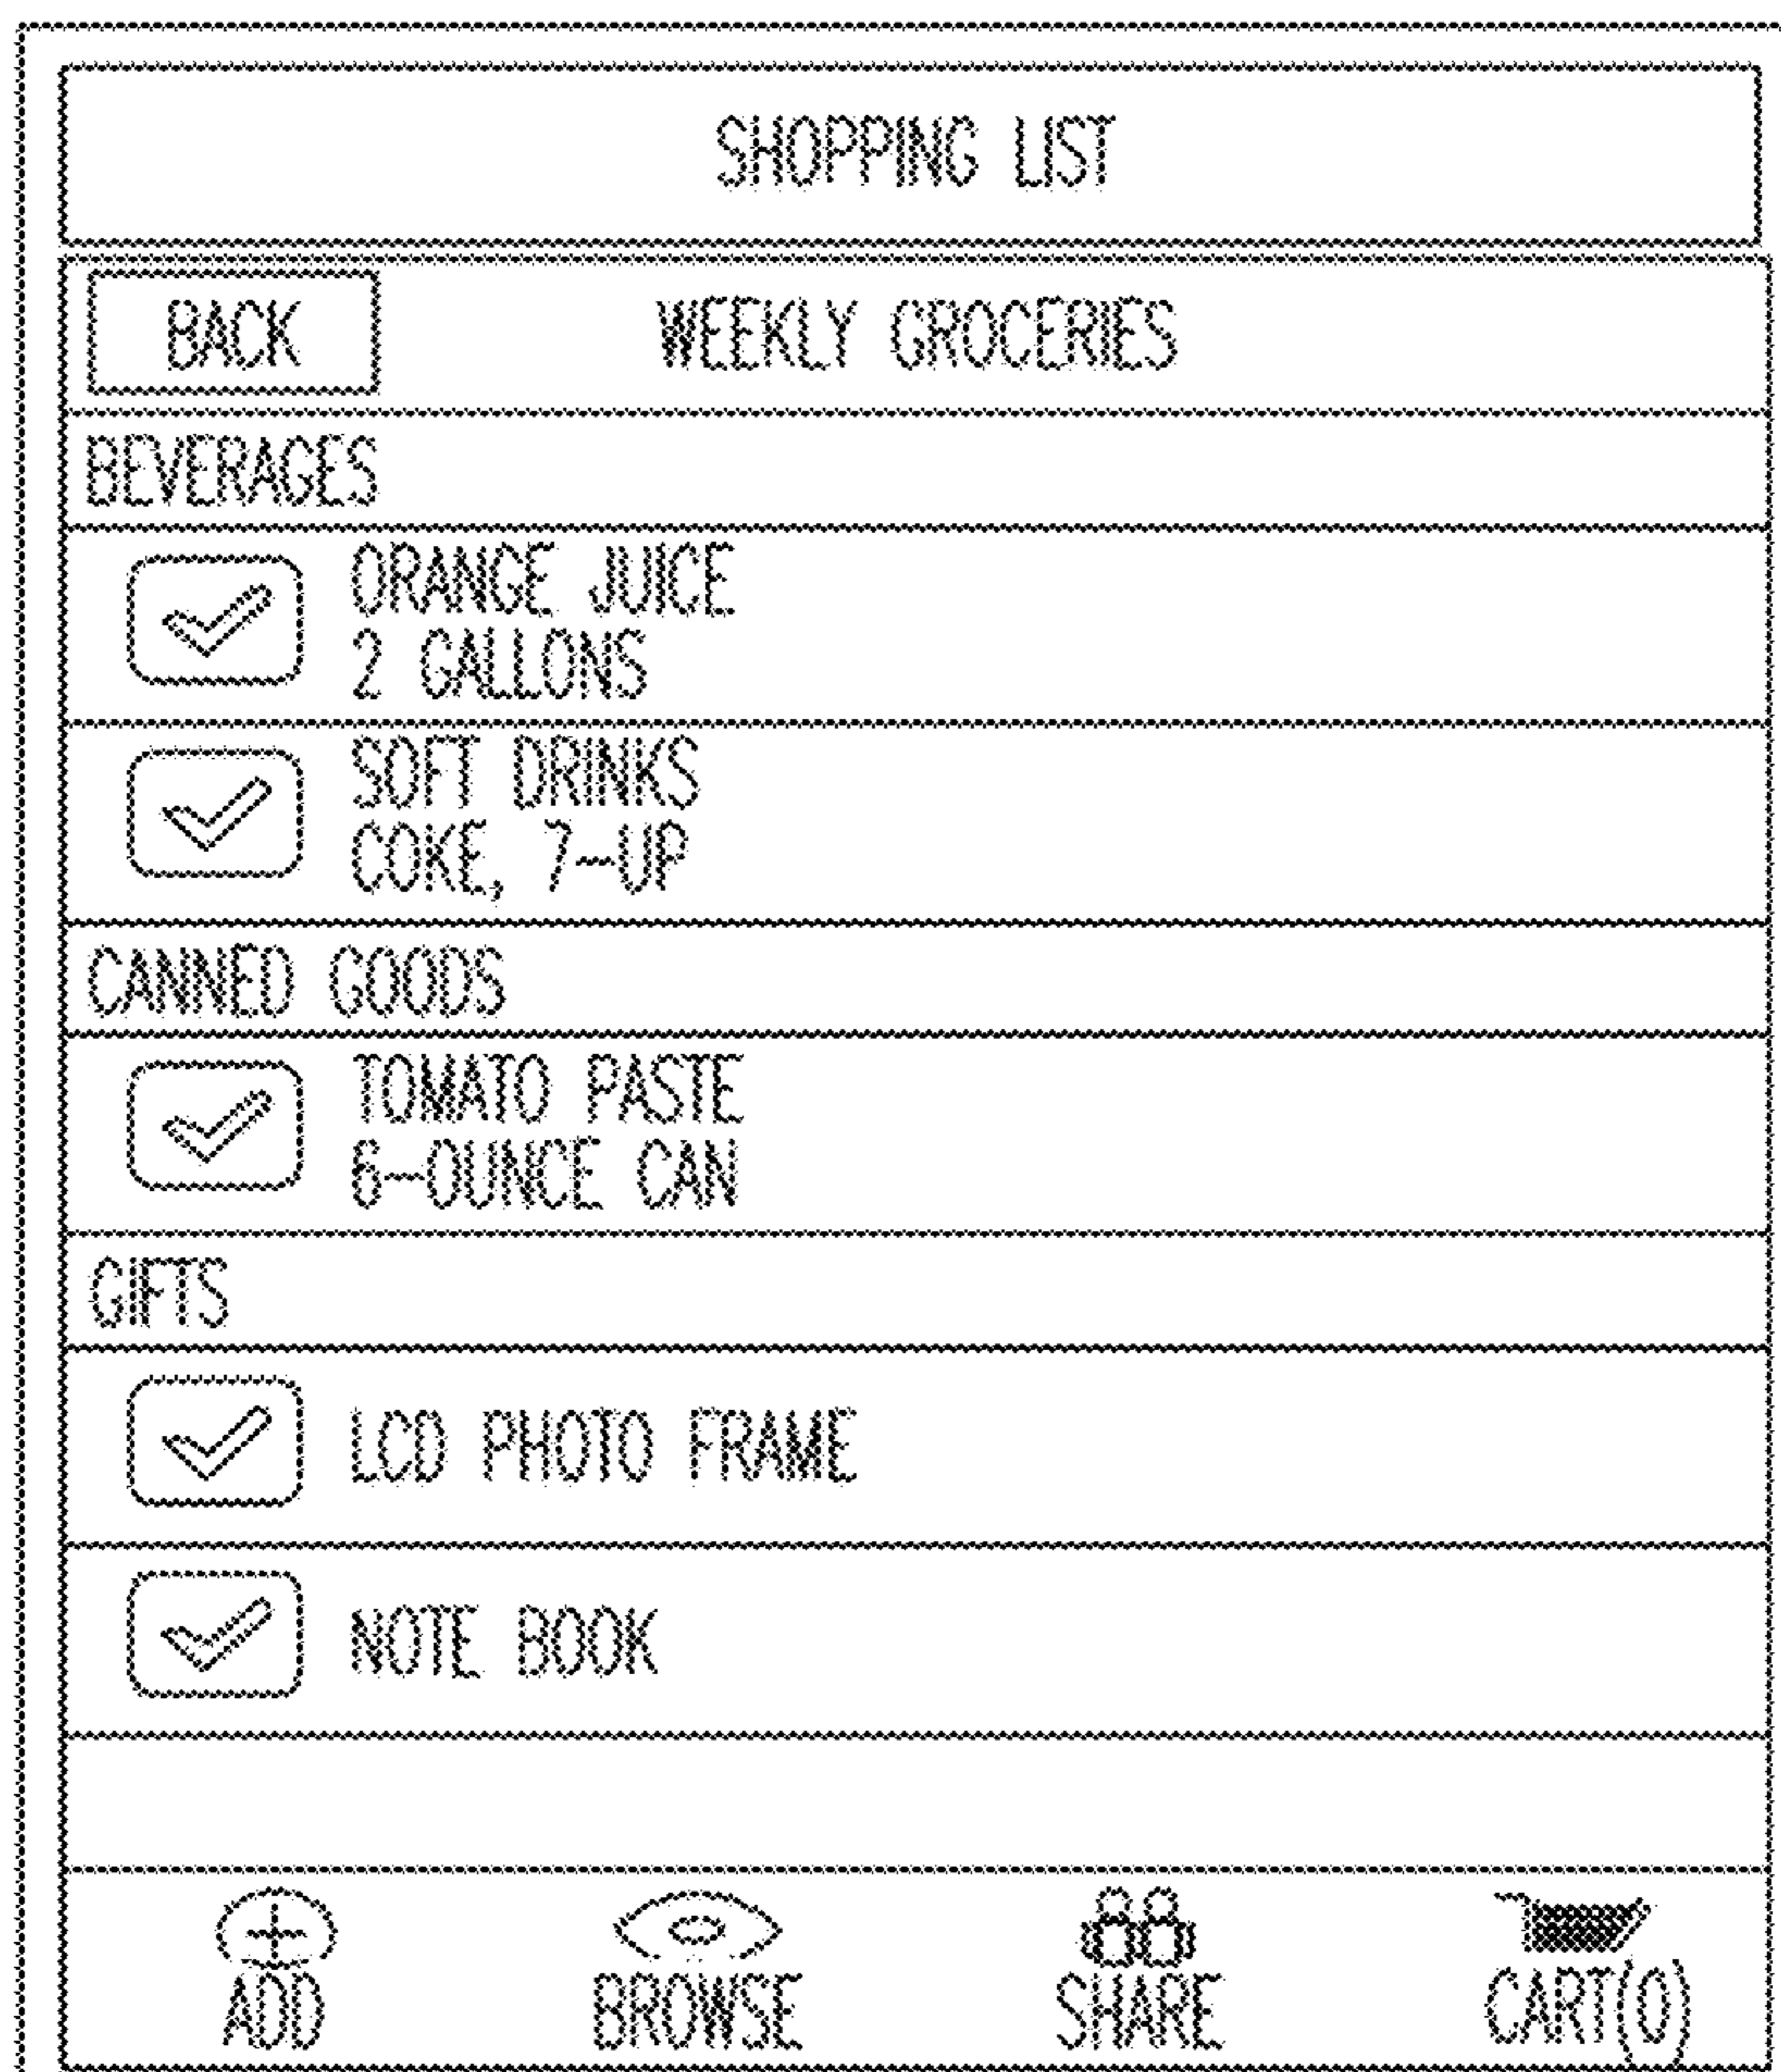 SHOPPING LIST
BACK WEEKLY GROCERIES
BEVERAGES
ORANGE JUICE
2 GALLONS
SOFT DRINKS
COKE, 7-UP
CANNED GOODS
TOMATO PASTE
6-OUNCE CAN
GIFTS
LCD PHOTO FRAME
NOTE BOOK
ADD BROWSE SHARE CART(0)